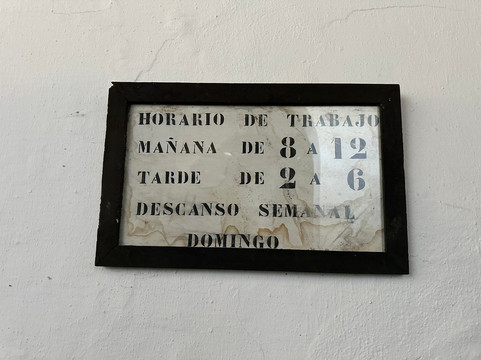 HORARIO DE TRABAJO
MAÑANA DE 8 A 12
TARDE DE 2 A 6
DESCANSO SEMANAL
DOMINGO